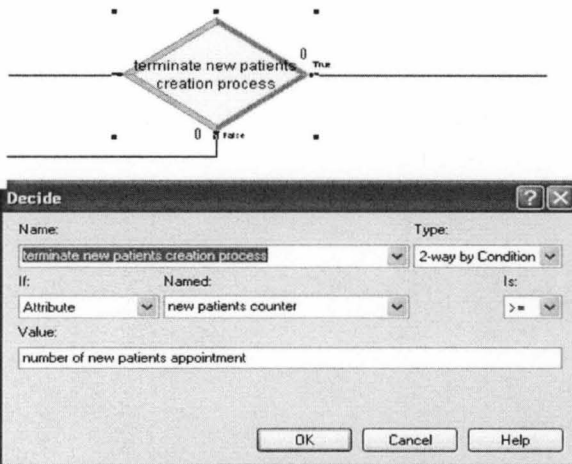 0
terminate new patients True
creation process
0 False
Decide
Name: Type:
terminate new patients creation process 2-way by Condition
If: Named: Is:
Attribute new patients counter >=
Value:
number of new patients appointment
OK Cancel Help